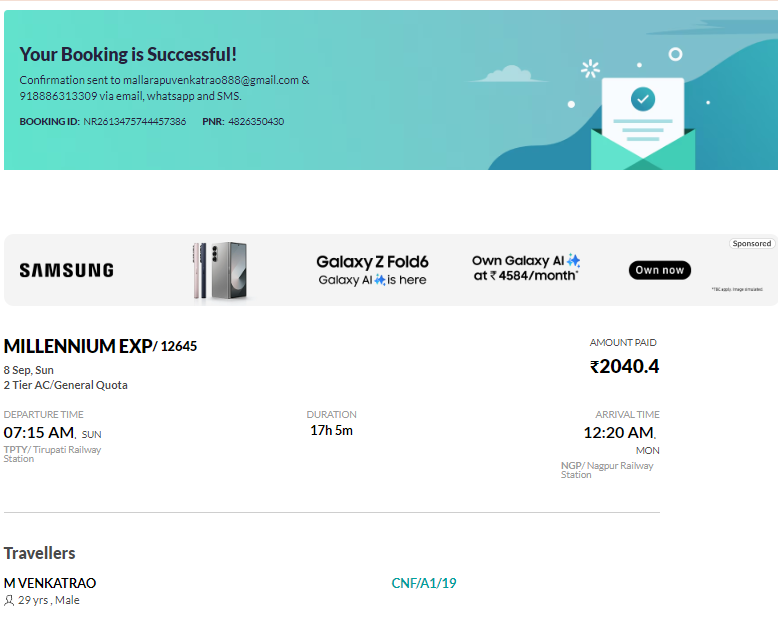 Your Booking is Successful!
Confirmation sent to mallarapuvenkatrao888@gmail.com &
918886313309 via email, whatsapp and SMS.
BOOKING ID: NR2613475744457386 PNR: 4826350430
Sponsored
SAMSUNG
Galaxy Z Fold6
Galaxy AI is here
Own Galaxy AI
at ₹ 4584/month*
Own now
*T&C apply. Image simulated.
MILLENNIUM EXP/ 12645
8 Sep, Sun
2 Tier AC/General Quota
AMOUNT PAID
₹2040.4
DEPARTURE TIME
07:15 AM, SUN
TPTY/ Tirupati Railway
Station
DURATION
17h 5m
ARRIVAL TIME
12:20 AM,
MON
NGP/ Nagpur Railway
Station
Travellers
M VENKATRAO
CNF/A1/19
29 yrs , Male